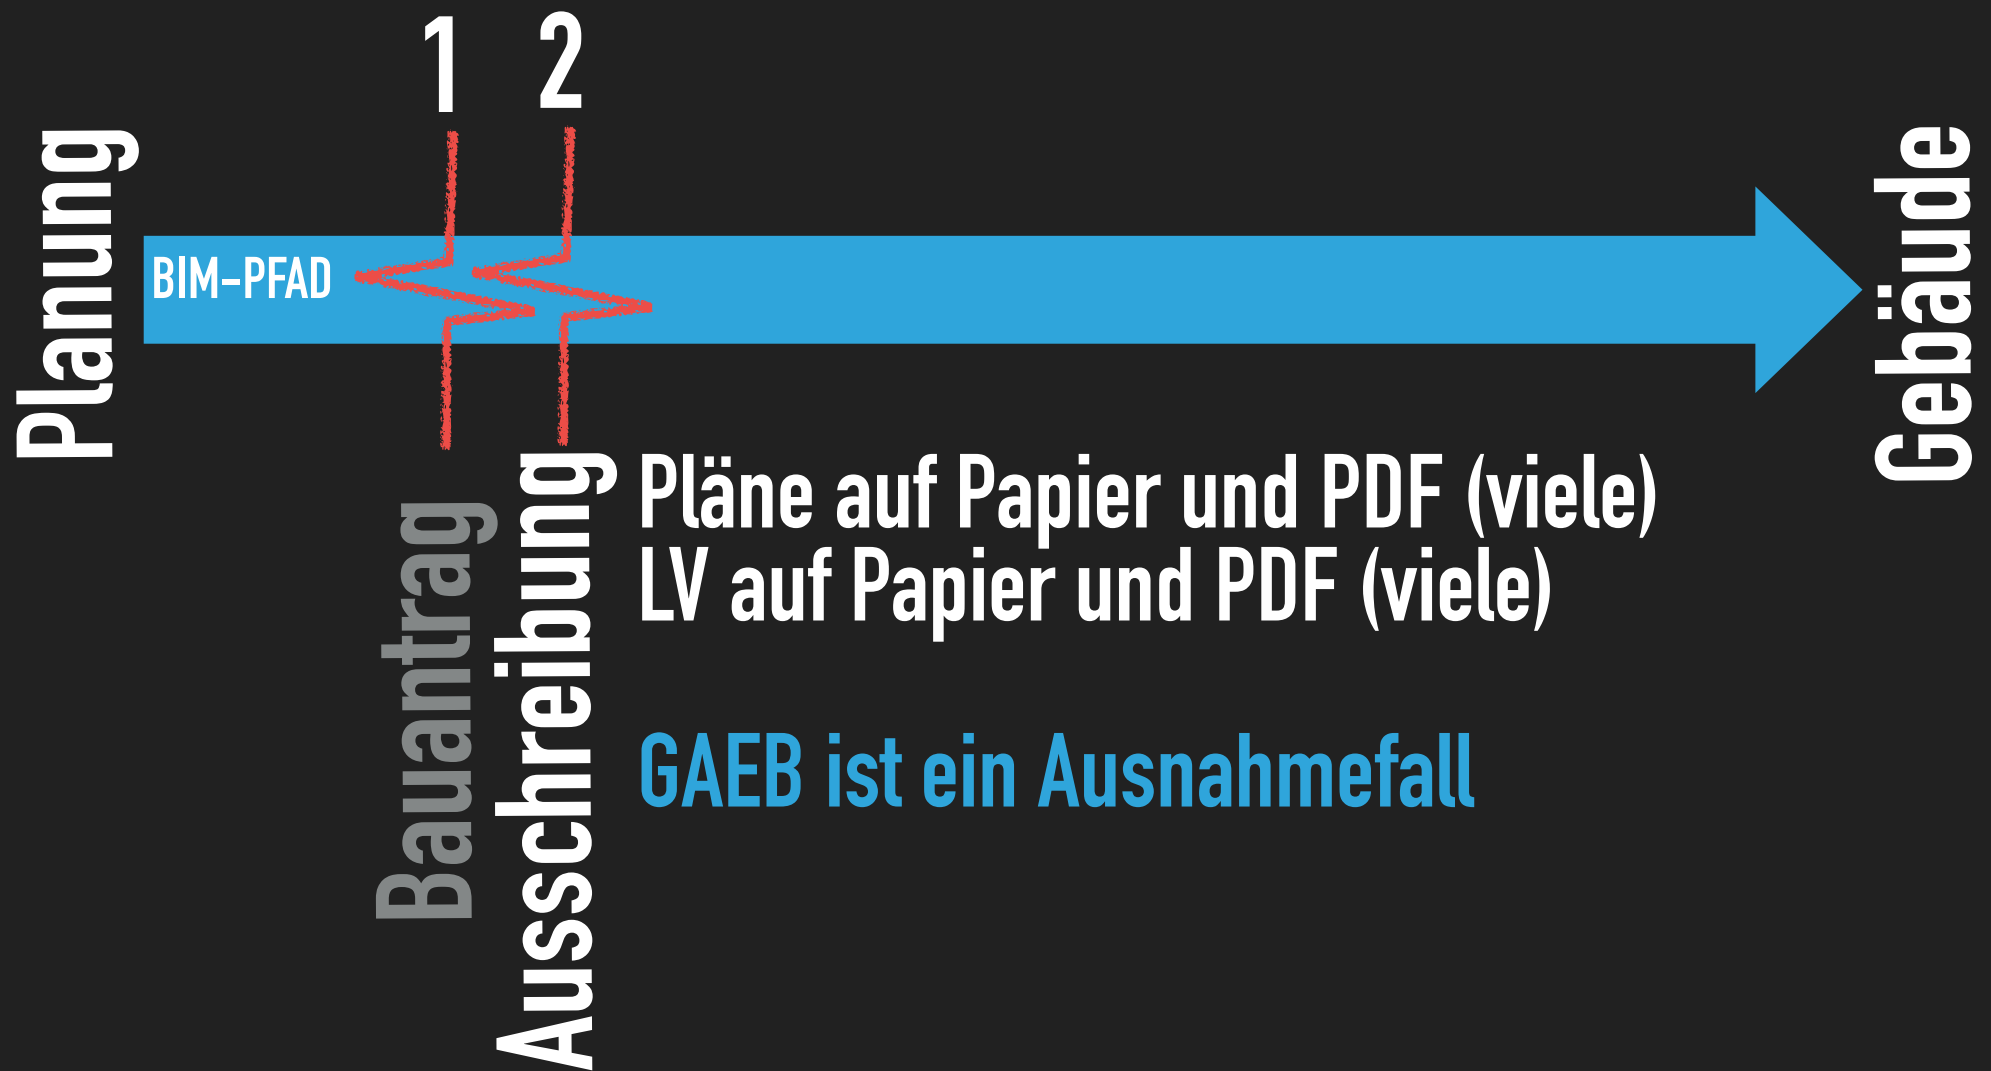 1
2
Planung
BIM-PFAD
Gebäude
Bauantrag
Ausschreibung
Pläne auf Papier und PDF (viele)
LV auf Papier und PDF (viele)
GAEB ist ein Ausnahmefall